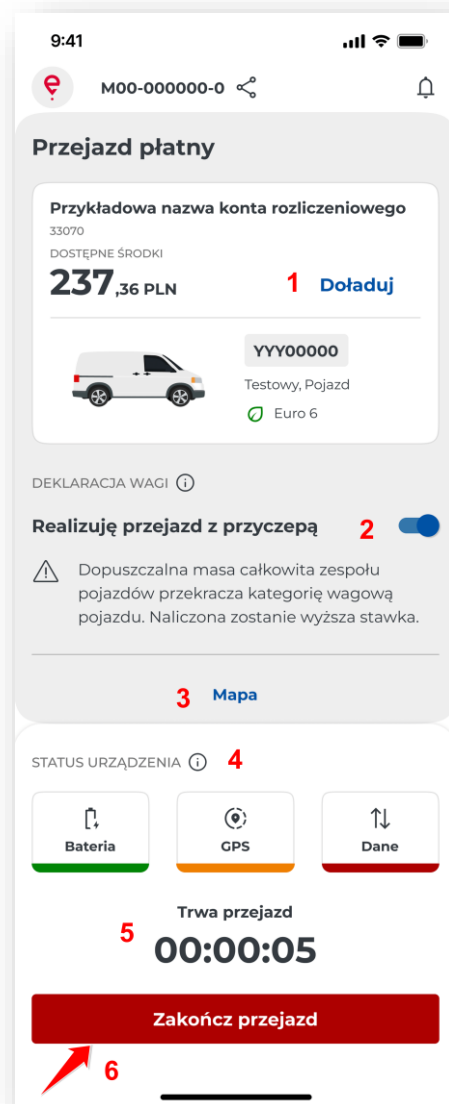 9:41
M00-000000-0
Przejazd płatny
Przykładowa nazwa konta rozliczeniowego
33070
DOSTĘPNE ŚRODKI
237,36 PLN
1 Doładuj
YYY00000
Testowy, Pojazd
Euro 6
DEKLARACJA WAGI
Realizuję przejazd z przyczepą 2
Dopuszczalna masa całkowita zespołu
pojazdów przekracza kategorię wagową
pojazdu. Naliczona zostanie wyższa stawka.
3 Mapa
STATUS URZĄDZENIA 4
Bateria GPS Dane
Trwa przejazd
5 00:00:05
Zakończ przejazd
6